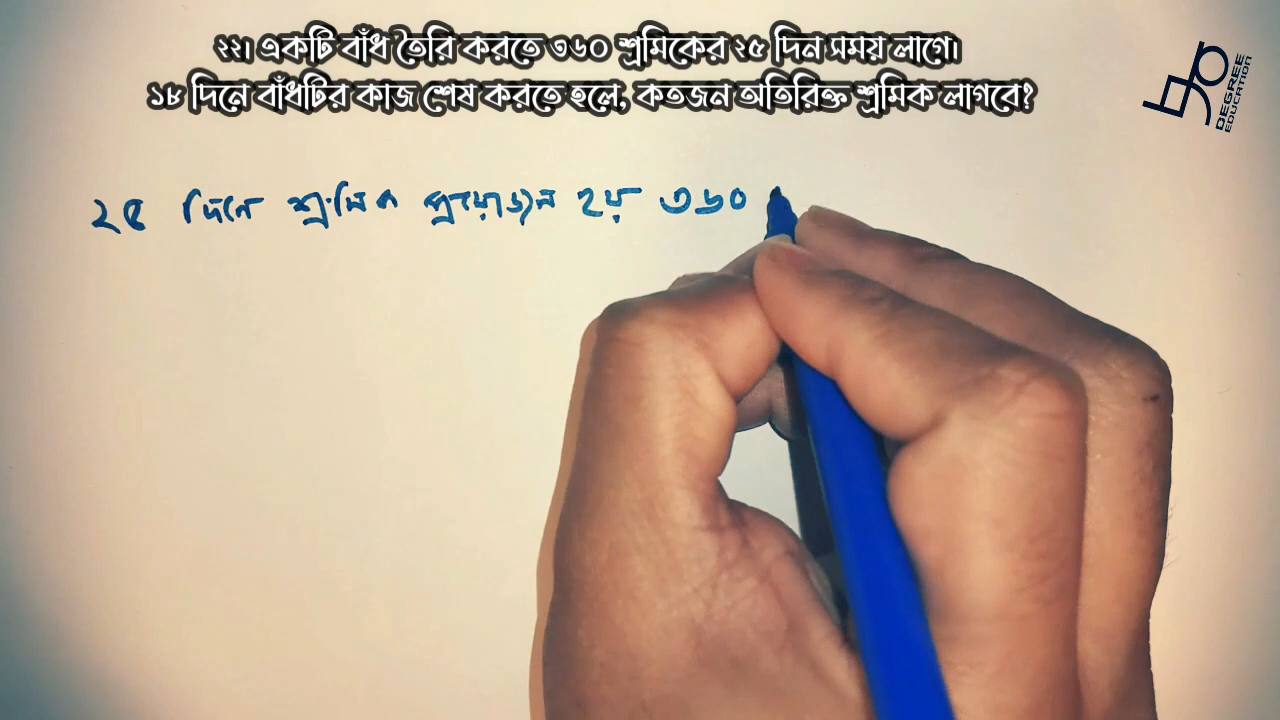 ২২। একটি বাঁধ তৈরি করতে ৩৬০ শ্রমিকের ২৫ দিন সময় লাগে।
১৮ দিনে বাঁধটির কাজ শেষ করতে হলে, কতজন অতিরিক্ত শ্রমিক লাগবে?
DEGREE
EDUCATION
২৫ দিনে শ্রমিক প্রয়োজন হয় ৩৬০